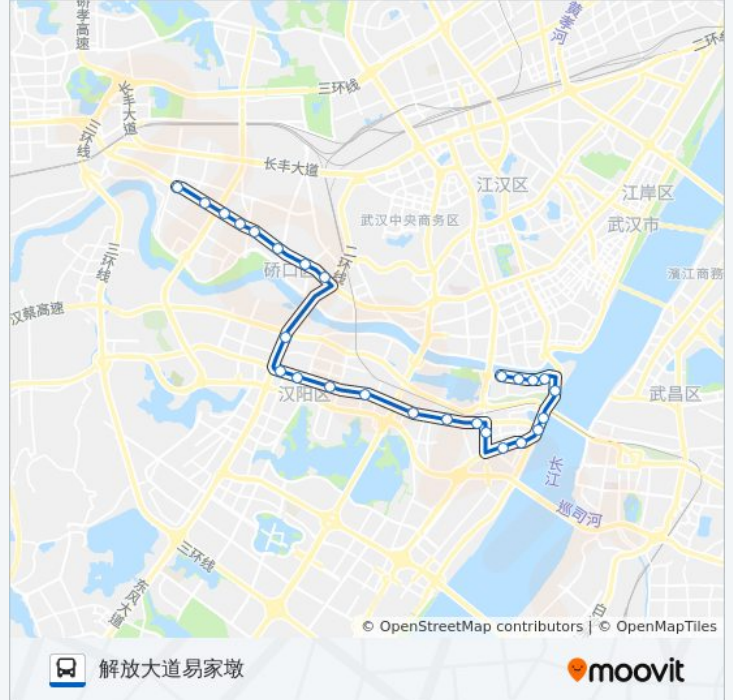 硚孝高速
黄孝河
二环线
长丰大道
三环线
三环线
长丰大道
江汉区
江岸区
武汉中央商务区
武汉市
二环线
硚口区
三环线
滨江商務
汉蔡高速
汉阳区
武昌区
长江
巡司河
三环线
东风大道
白
© OpenStreetMap contributors | © OpenMapTiles
解放大道易家墩
moovit